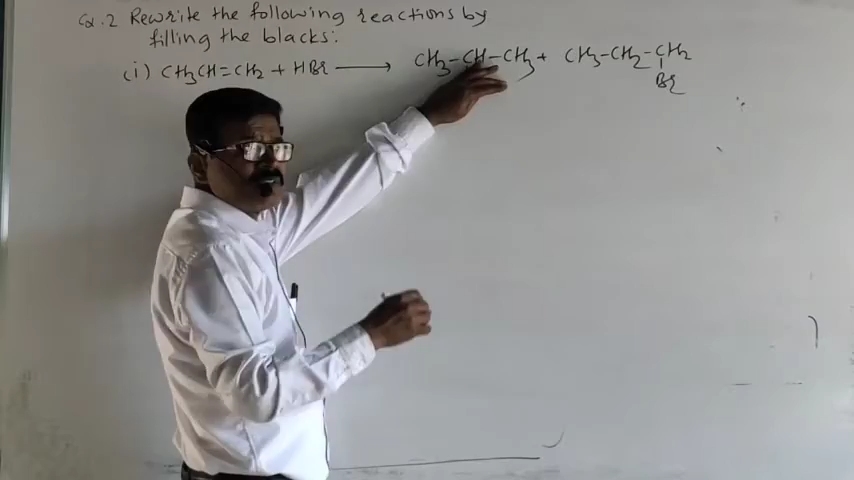 Q.2 Rewrite the following reactions by
filling the blacks:
(i) CH3CH=CH2 + HBr ⟶ CH3-CH-CH3 + CH3-CH2-CH2
Br